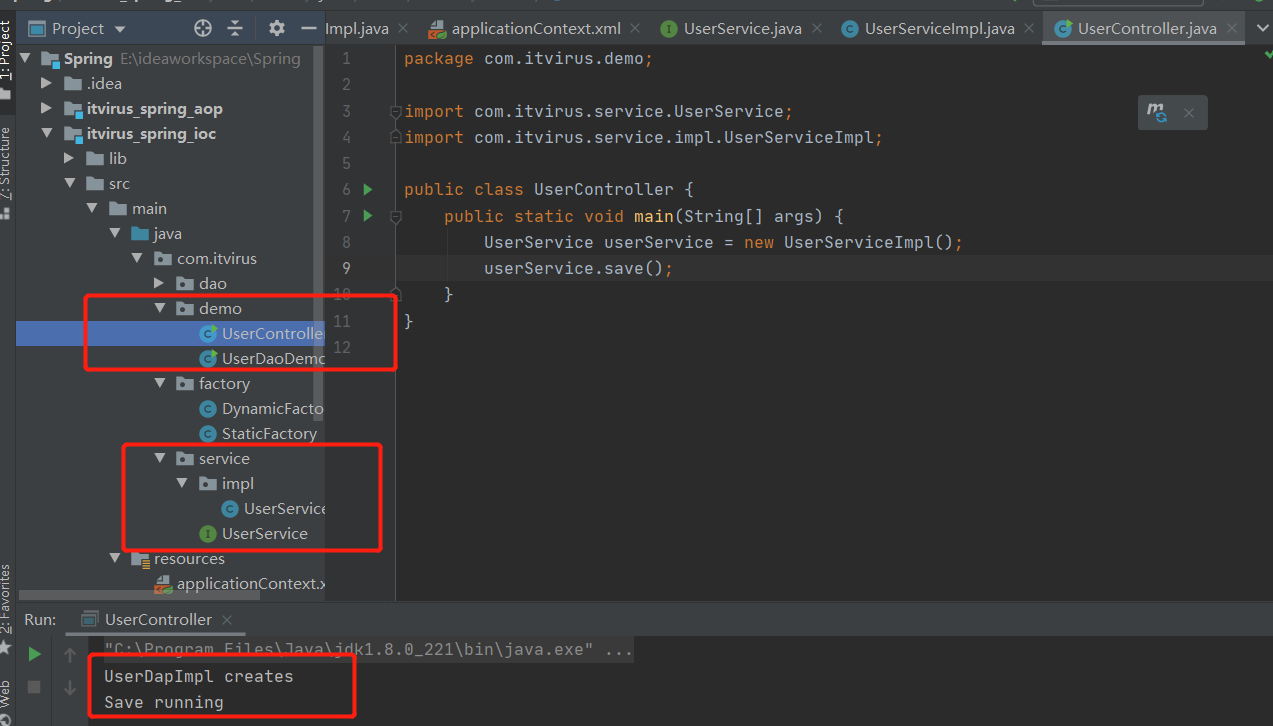 Project
Impl.java
applicationContext.xml
UserService.java
UserServiceImpl.java
UserController.java
1: Project
7: Structure
2: Favorites
Web
Spring E:\ideaworkspace\Spring
.idea
itvirus_spring_aop
itvirus_spring_ioc
lib
src
main
java
com.itvirus
dao
demo
UserController
UserDaoDemo
factory
DynamicFacto
StaticFactory
service
impl
UserService
UserService
resources
applicationContext.x
1 package com.itvirus.demo;
2
3 import com.itvirus.service.UserService;
4 import com.itvirus.service.impl.UserServiceImpl;
5
6 public class UserController {
7 public static void main(String[] args) {
8 UserService userService = new UserServiceImpl();
9 userService.save();
10 }
11 }
12
Run: UserController
"C:\Program Files\Java\jdk1.8.0_221\bin\java.exe" ...
UserDapImpl creates
Save running